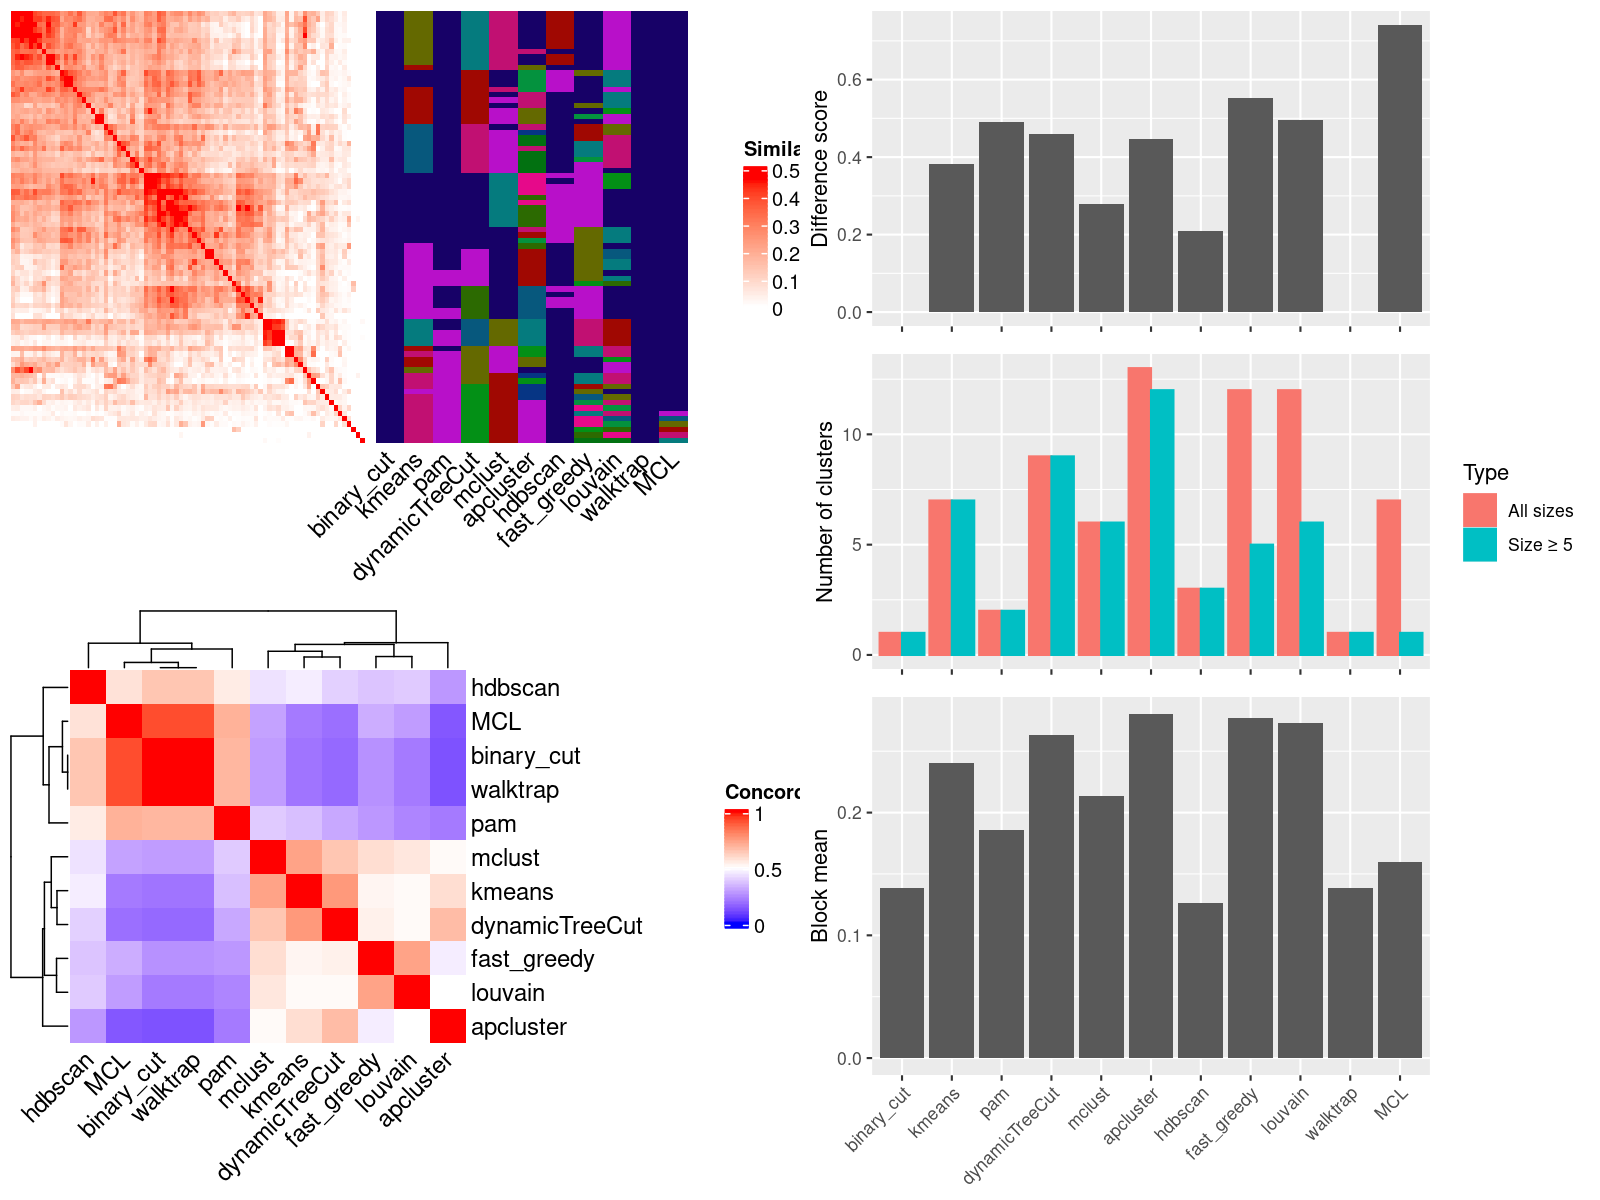 Simila
0.5
0.4
0.3
0.2
0.1
0
binary_cut
kmeans
pam
dynamicTreeCut
mclust
apcluster
hdbscan
fast_greedy
louvain
walktrap
MCL
hdbscan
MCL
binary_cut
walktrap
pam
mclust
kmeans
dynamicTreeCut
fast_greedy
louvain
apcluster
hdbscan
MCL
binary_cut
walktrap
pam
mclust
kmeans
dynamicTreeCut
fast_greedy
louvain
apcluster
Concord
1
0.5
0
Difference score
0.6
0.4
0.2
0.0
Number of clusters
10
5
0
Type
All sizes
Size ≥ 5
Block mean
0.2
0.1
0.0
binary_cut
kmeans
pam
dynamicTreeCut
mclust
apcluster
hdbscan
fast_greedy
louvain
walktrap
MCL